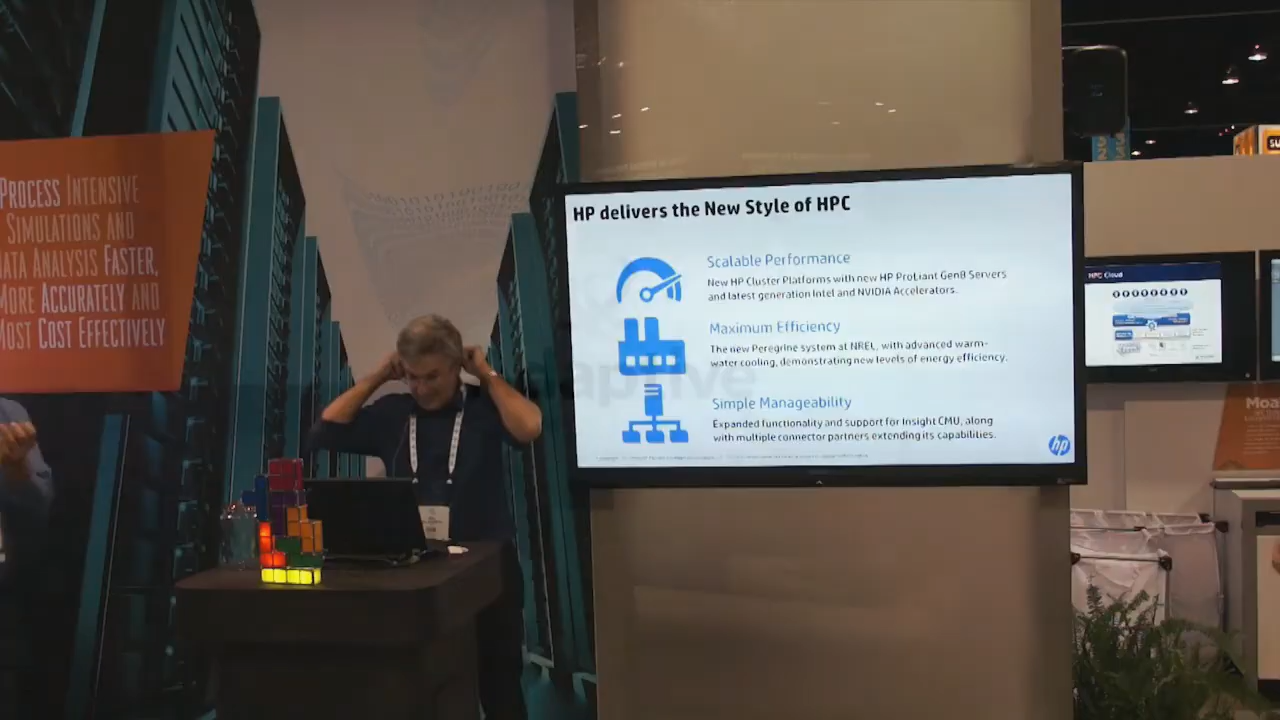 PROCESS INTENSIVE
SIMULATIONS AND
DATA ANALYSIS FASTER,
MORE ACCURATELY AND
MOST COST EFFECTIVELY
HP delivers the New Style of HPC
Scalable Performance
New HP Cluster Platforms with new HP ProLiant Gen8 Servers
and latest generation Intel and NVIDIA Accelerators.
Maximum Efficiency
The new Peregrine system at NREL, with advanced warm-
water cooling, demonstrating new levels of energy efficiency.
Simple Manageability
Expanded functionality and support for Insight CMU, along
with multiple connector partners extending its capabilities.
hp
HPC Cloud
Moa
SU